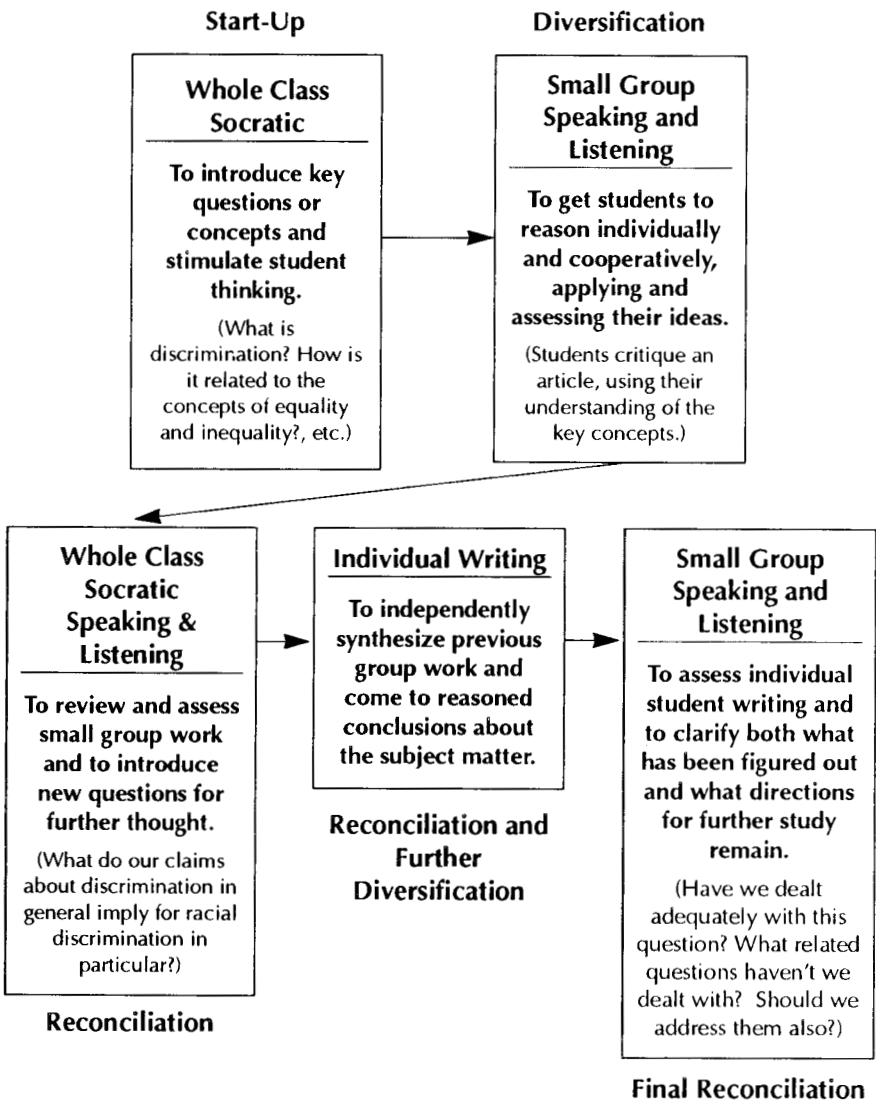 Start-Up
Whole Class
Socratic
To introduce key
questions or
concepts and
stimulate student
thinking.
(What is
discrimination? How is
it related to the
concepts of equality
and inequality?, etc.)
Diversification
Small Group
Speaking and
Listening
To get students to
reason individually
and cooperatively,
applying and
assessing their ideas.
(Students critique an
article, using their
understanding of the
key concepts.)
Whole Class
Socratic
Speaking &
Listening
To review and assess
small group work
and to introduce
new questions for
further thought.
(What do our claims
about discrimination in
general imply for racial
discrimination in
particular?)
Reconciliation
Individual Writing
To independently
synthesize previous
group work and
come to reasoned
conclusions about
the subject matter.
Reconciliation and
Further
Diversification
Small Group
Speaking and
Listening
To assess individual
student writing and
to clarify both what
has been figured out
and what directions
for further study
remain.
(Have we dealt
adequately with this
question? What related
questions haven't we
dealt with? Should we
address them also?)
Final Reconciliation